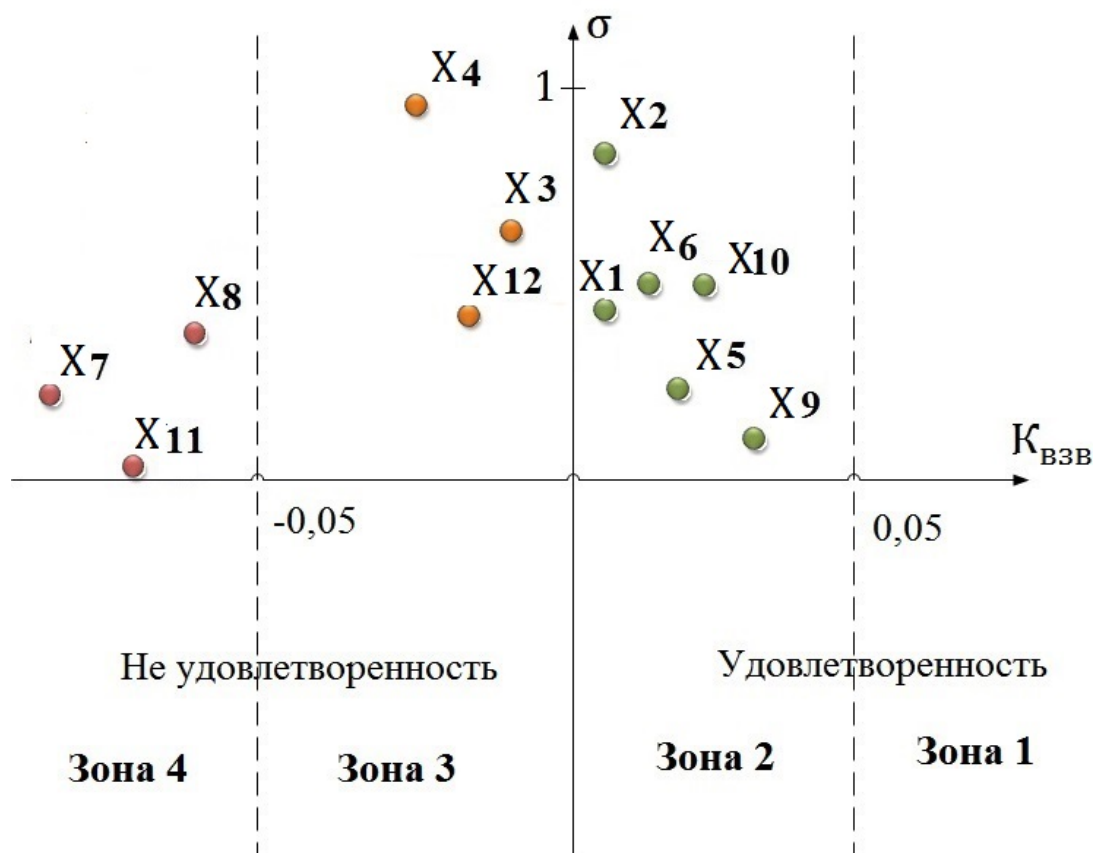 σ
X4
1
X2
X3
X6
X10
X12
X1
X8
X7
X5
X9
X11
Kвзв
-0,05
0,05
Не удовлетворенность
Удовлетворенность
Зона 4
Зона 3
Зона 2
Зона 1